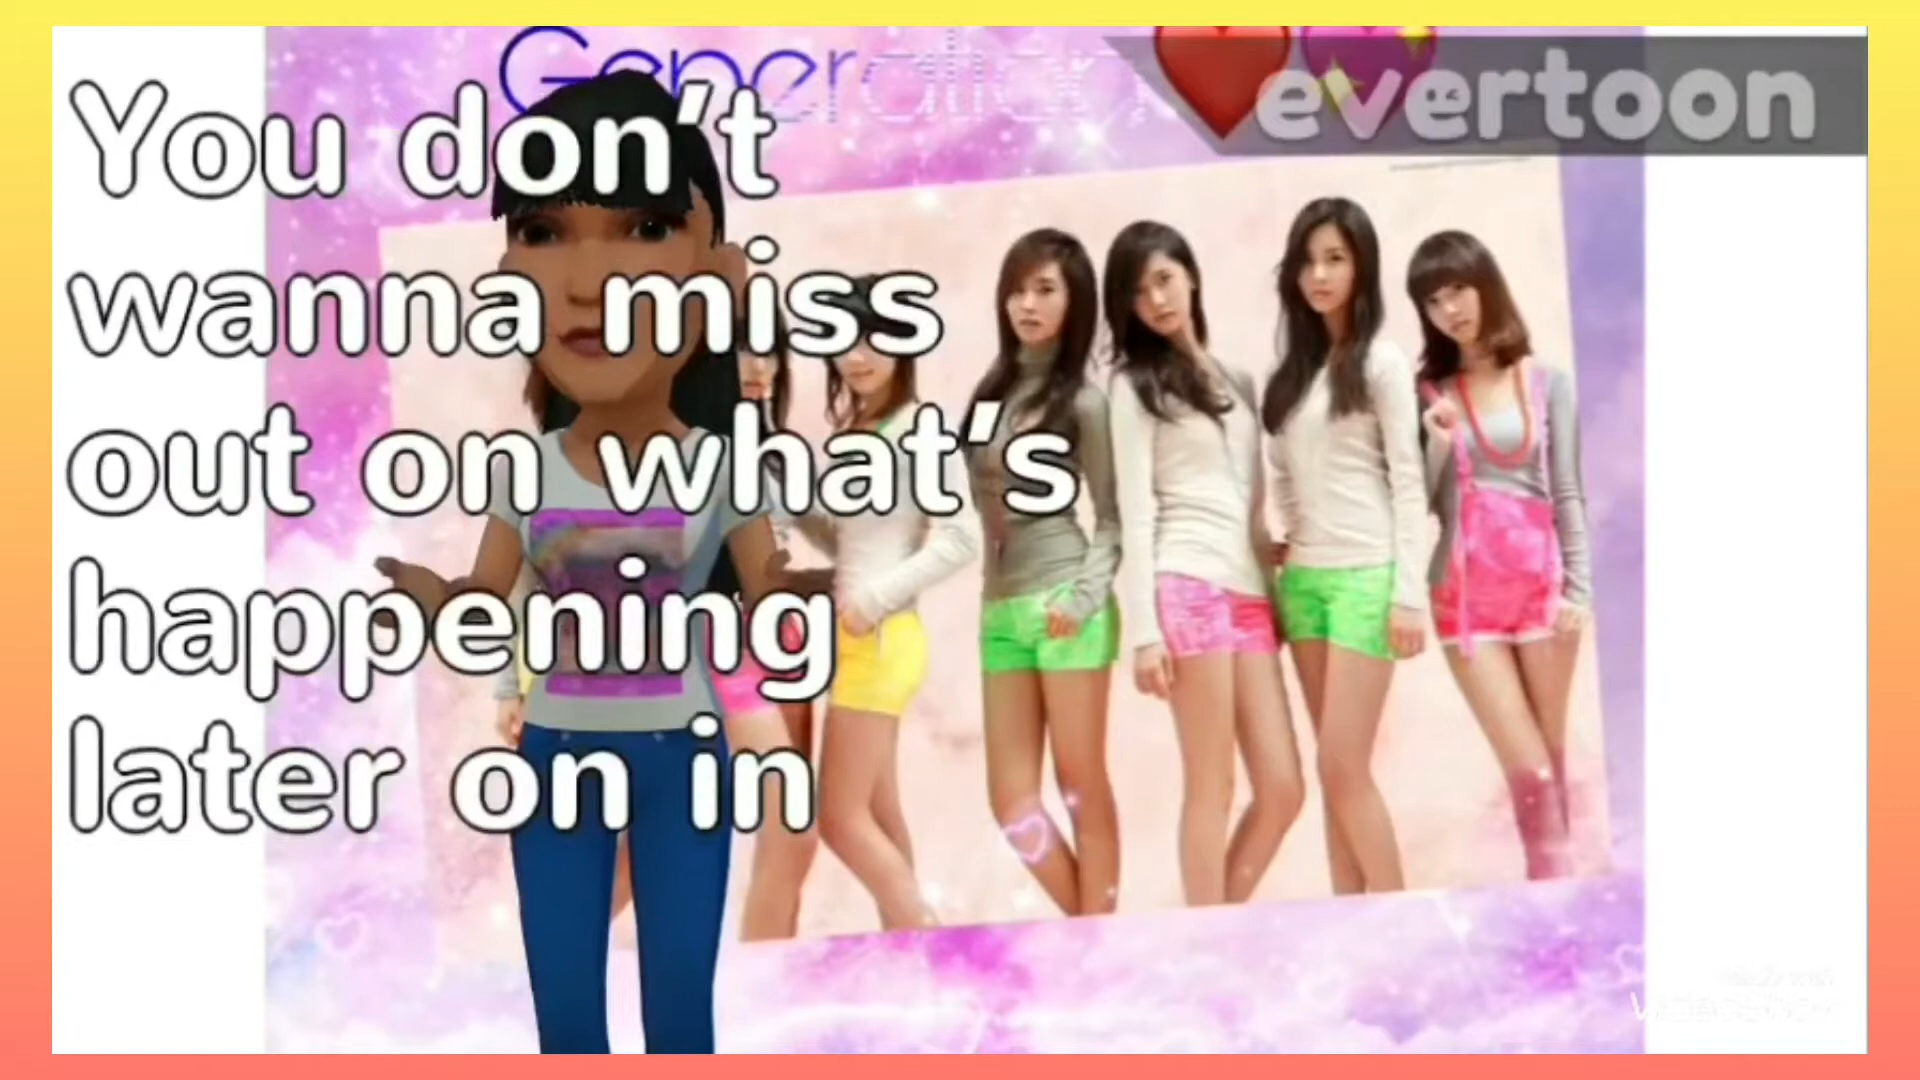 Generation
evertoon
You don't
wanna miss
out on what's
happening
later on in